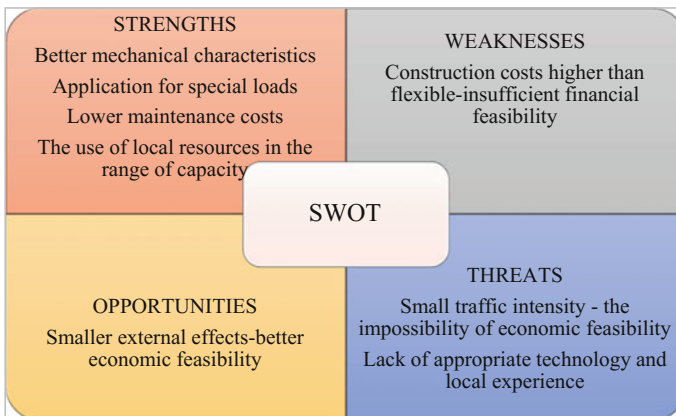 STRENGTHS
Better mechanical characteristics
Application for special loads
Lower maintenance costs
The use of local resources in the
range of capacity
WEAKNESSES
Construction costs higher than
flexible-insufficient financial
feasibility
SWOT
OPPORTUNITIES
Smaller external effects-better
economic feasibility
THREATS
Small traffic intensity - the
impossibility of economic feasibility
Lack of appropriate technology and
local experience